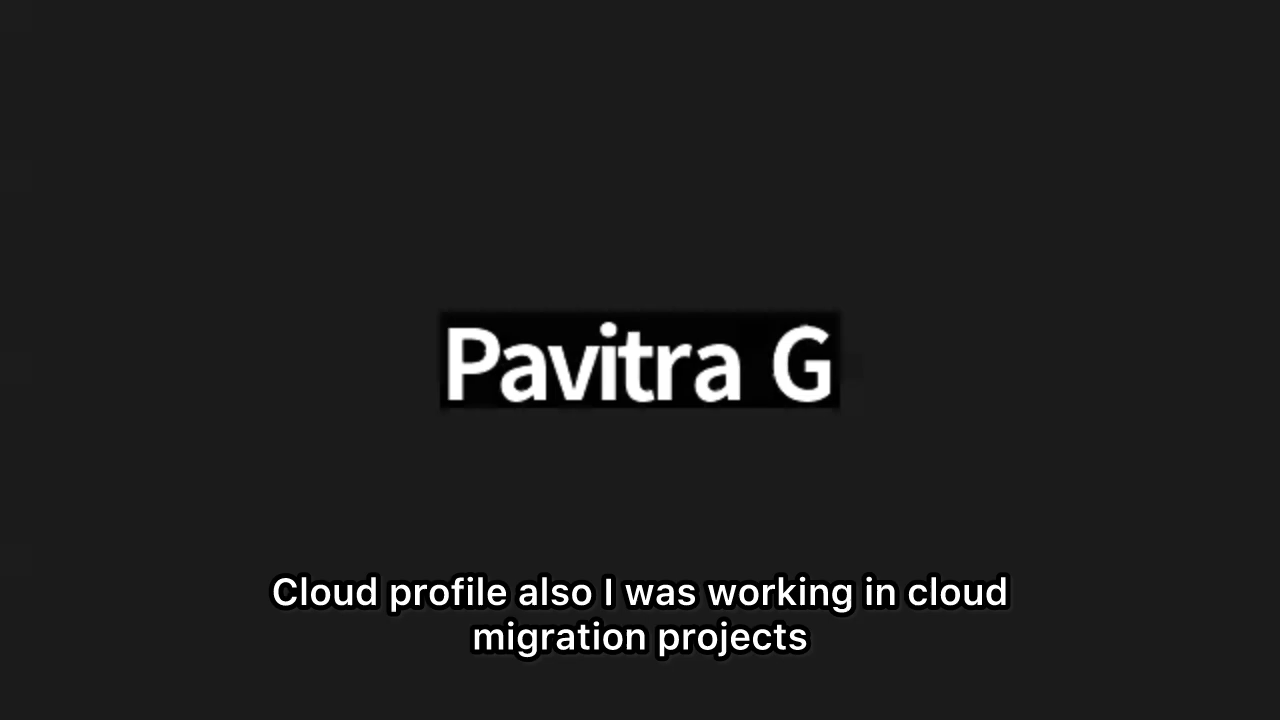 Pavitra G
Cloud profile also I was working in cloud
migration projects